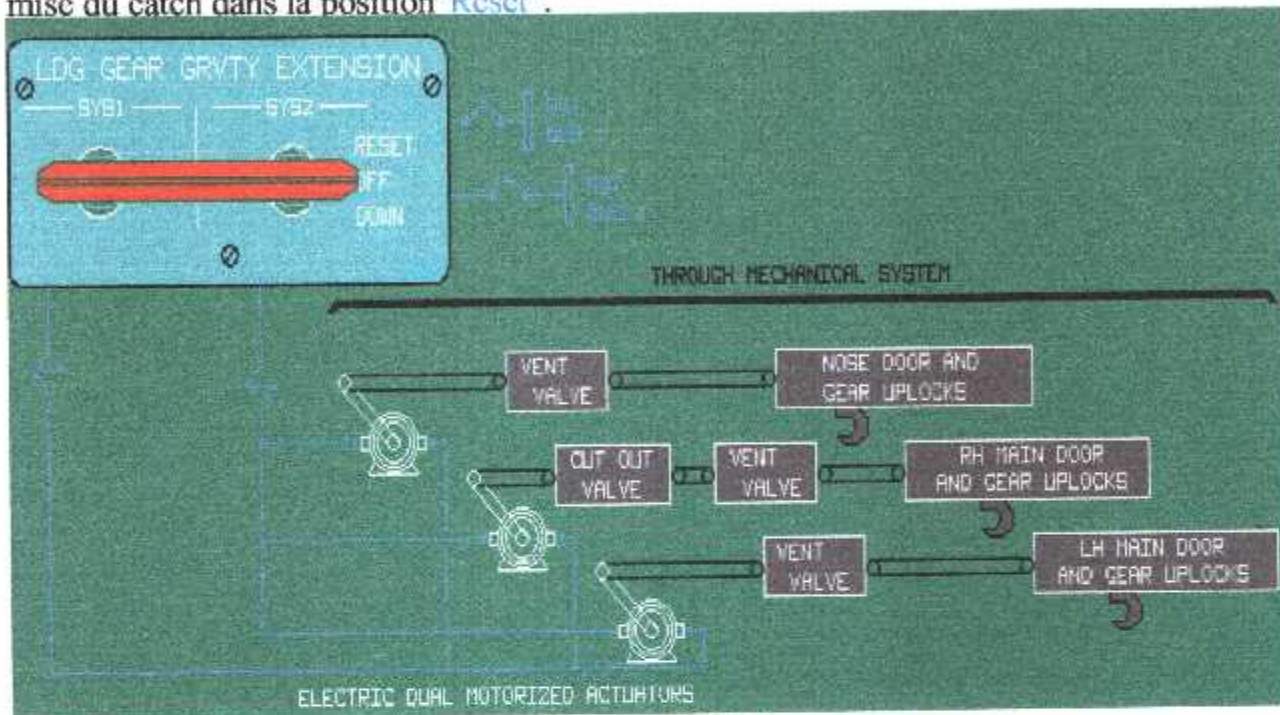 mise du catch dans la position "Reset".
LDG GEAR GRVTY EXTENSION
SYS1 SYS2
RESET
OFF
DOWN
THROUGH MECHANICAL SYSTEM
VENT
VALVE
NOSE DOOR AND
GEAR UPLOCKS
CUT OUT
VALVE
VENT
VALVE
RH MAIN DOOR
AND GEAR UPLOCKS
VENT
VALVE
LH MAIN DOOR
AND GEAR UPLOCKS
ELECTRIC DUAL MOTORIZED ACTUATORS